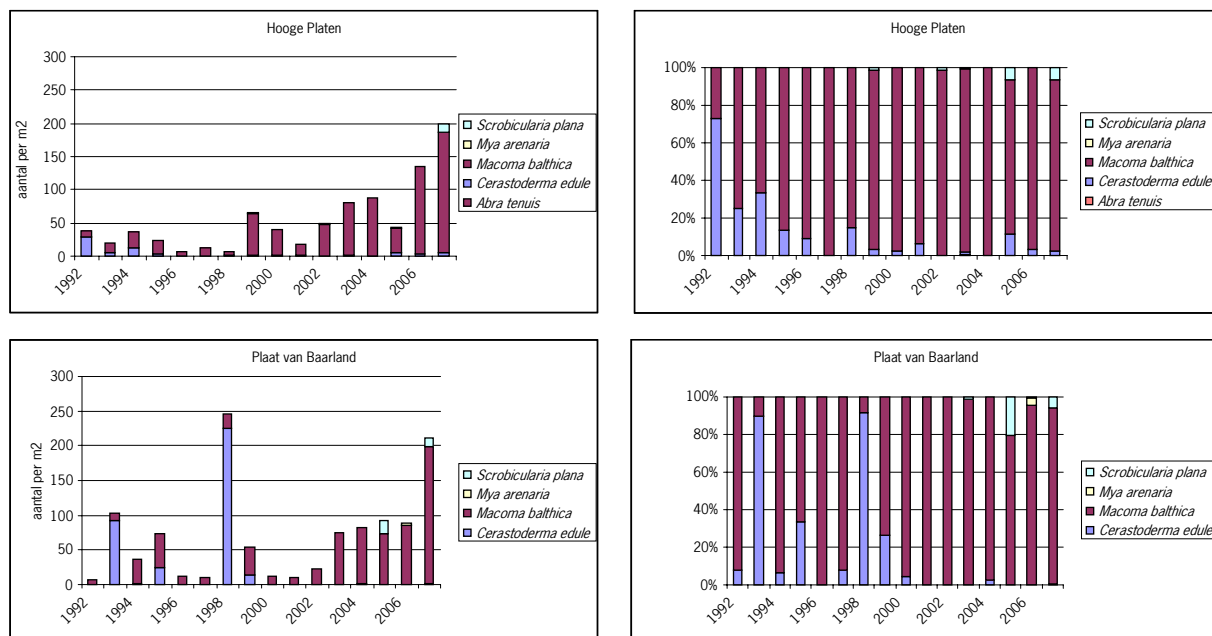 Hooge Platen
300
250
200
150
100
50
0
aantal per m2
1992
1994
1996
1998
2000
2002
2004
2006
Scrobicularia plana
Mya arenaria
Macoma balthica
Cerastoderma edule
Abra tenuis
Hooge Platen
100%
80%
60%
40%
20%
0%
1992
1994
1996
1998
2000
2002
2004
2006
Scrobicularia plana
Mya arenaria
Macoma balthica
Cerastoderma edule
Abra tenuis
Plaat van Baarland
300
250
200
150
100
50
0
aantal per m2
1992
1994
1996
1998
2000
2002
2004
2006
Scrobicularia plana
Mya arenaria
Macoma balthica
Cerastoderma edule
Plaat van Baarland
100%
80%
60%
40%
20%
0%
1992
1994
1996
1998
2000
2002
2004
2006
Scrobicularia plana
Mya arenaria
Macoma balthica
Cerastoderma edule